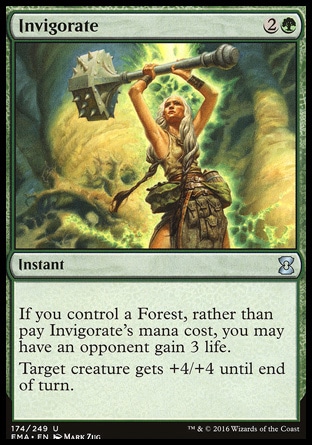 Invigorate 2
Instant
If you control a Forest, rather than
pay Invigorate's mana cost, you may
have an opponent gain 3 life.
Target creature gets +4/+4 until end
of turn.
174/249 U
EMA • EN Mark Zug
™ & © 2016 Wizards of the Coast